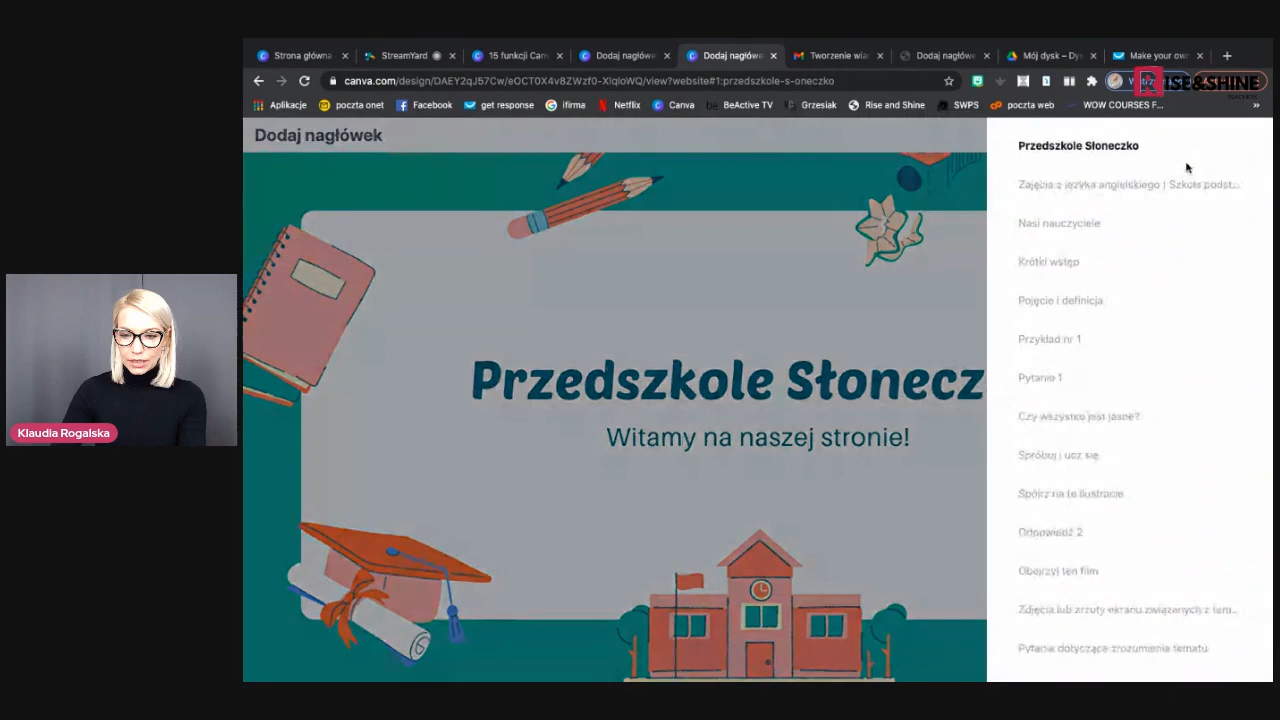 Strona główna
StreamYard
15 funkcji Can
Dodaj nagłówe
Dodaj nagłówe
Tworzenie wia
Dodaj nagłów
Mój dysk – Dys
Make your ow
canva.com/design/DAEY2qJ57Cw/eOCT0X4v8ZWzf0-XlqloWQ/view?website#1:przedszkole-s-oneczko
RISE&SHINE
Aplikacje
poczta onet
Facebook
get response
ifirma
Netflix
Canva
BeActive TV
Grzesiak
Rise and Shine
SWPS
poczta web
WOW COURSES F...
Dodaj nagłówek
Przedszkole Słonecz
Witamy na naszej stronie!
Przedszkole Słoneczko
Zajęcia z języka angielskiego | Szkoła podst...
Nasi nauczyciele
Krótki wstęp
Pojęcie i definicja
Przykład nr 1
Pytanie 1
Czy wszystko jest jasne?
Spróbuj i ucz się
Spójrz na te ilustracje
Odpowiedź 2
Obejrzyj ten film
Zdjęcia lub zrzuty ekranu związanych z tem...
Pytania dotyczące zrozumienia tematu
Klaudia Rogalska